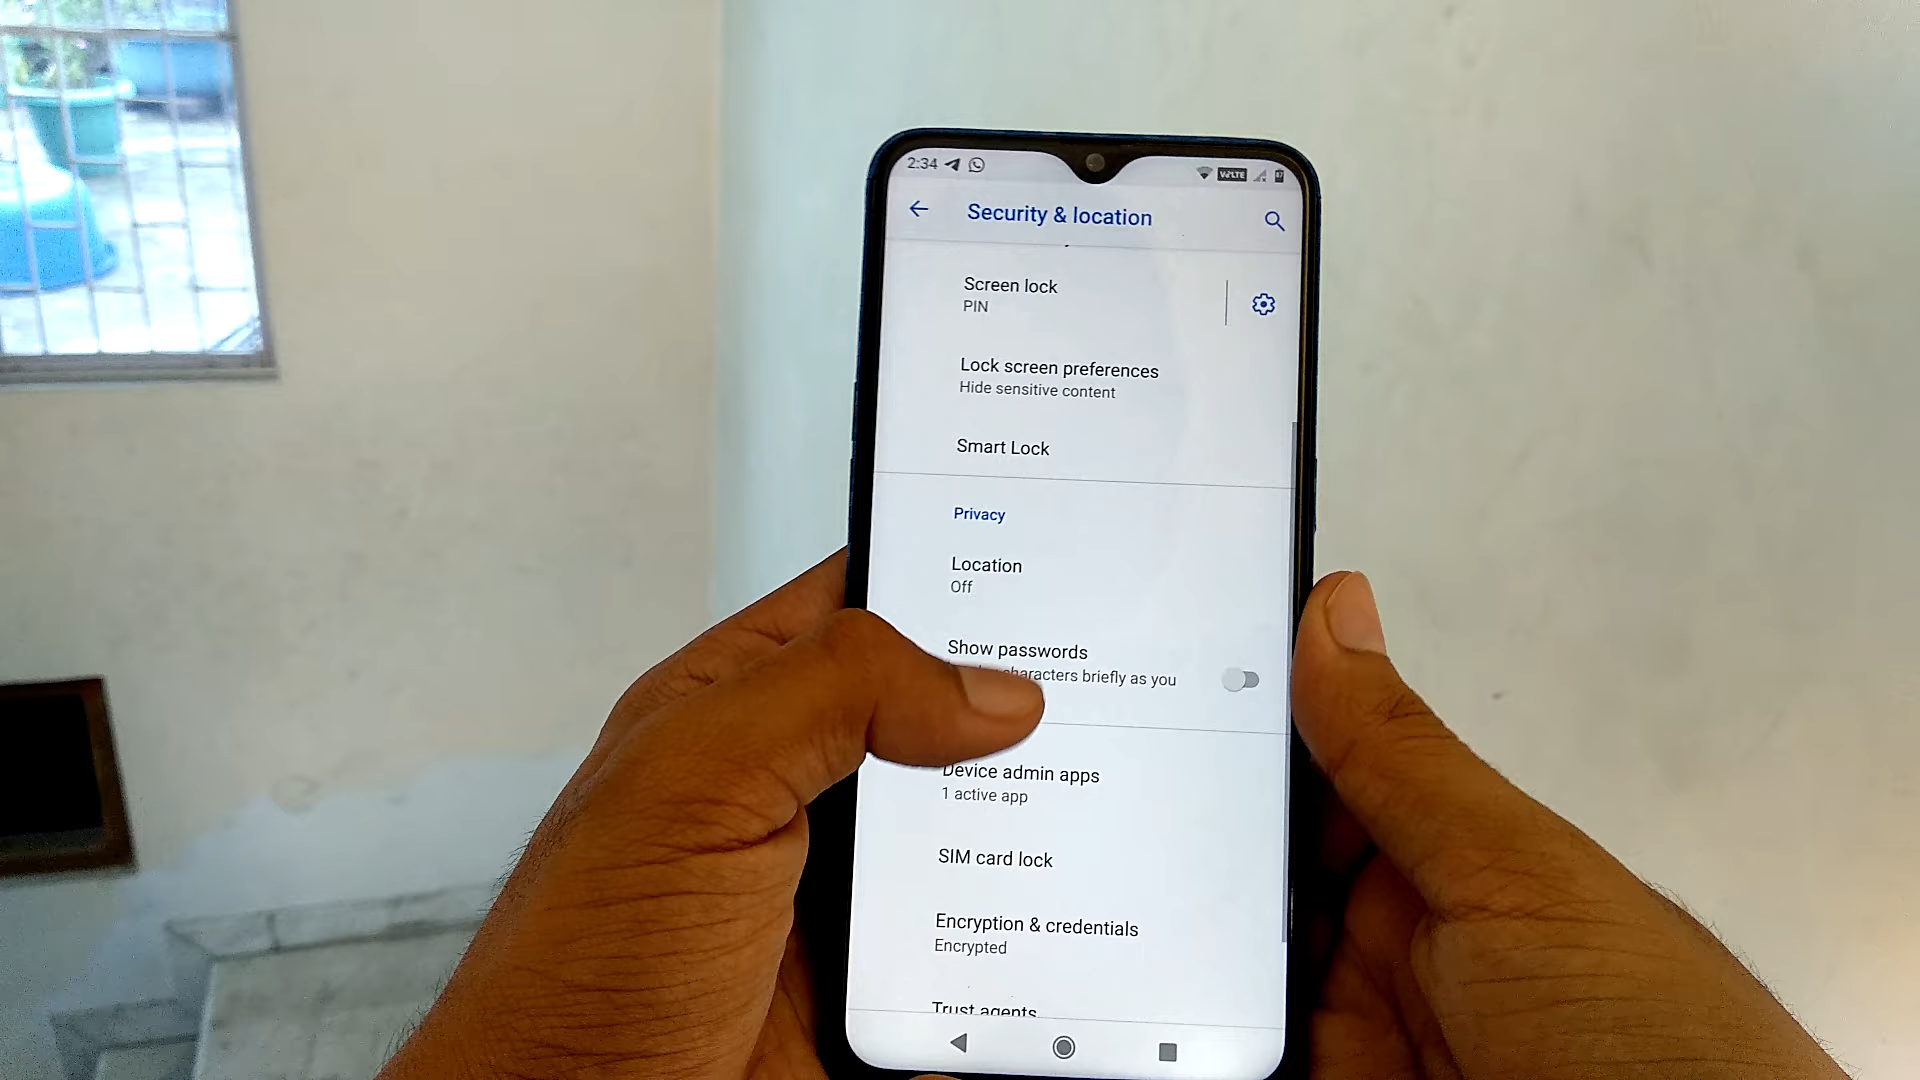 2:34 VoLTE 87
Security & location
Screen lock
PIN
Lock screen preferences
Hide sensitive content
Smart Lock
Privacy
Location
Off
Show passwords
characters briefly as you
Device admin apps
1 active app
SIM card lock
Encryption & credentials
Encrypted
Trust agents